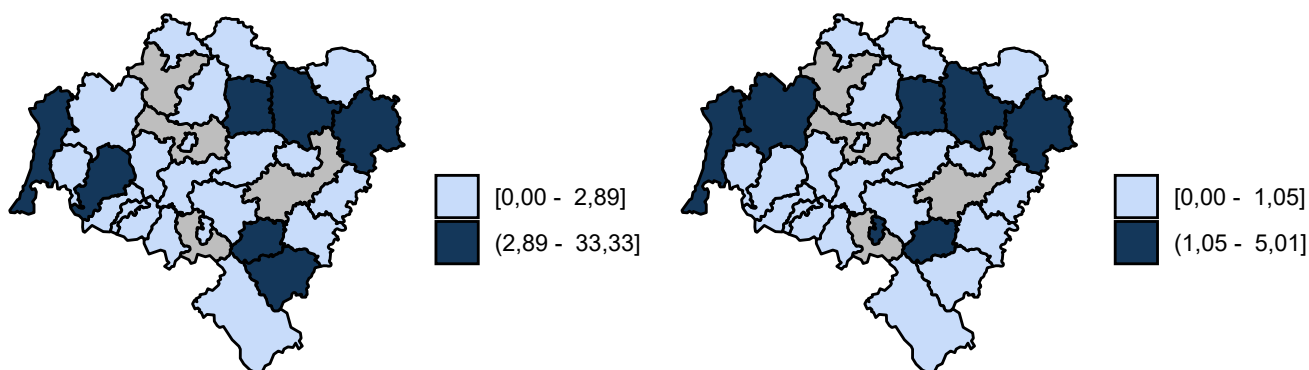 [0,00 - 2,89]
(2,89 - 33,33]
[0,00 - 1,05]
(1,05 - 5,01]